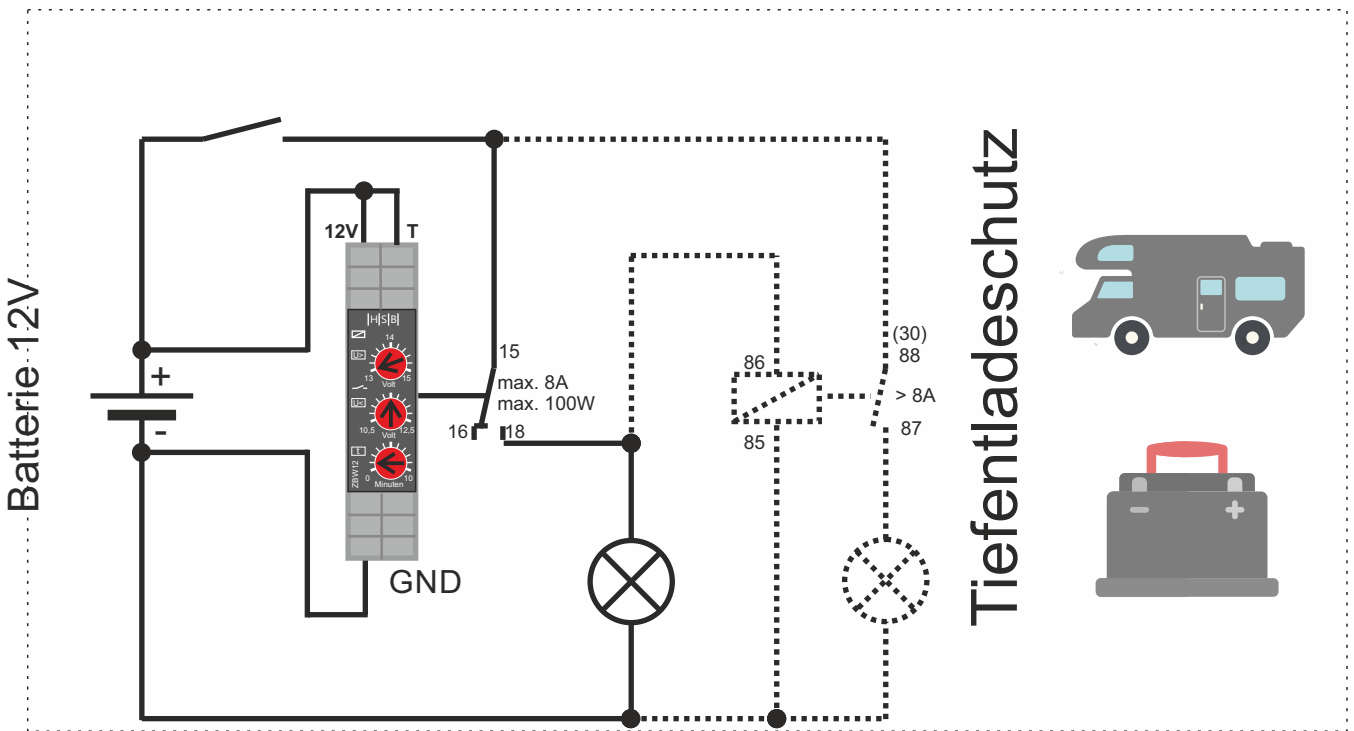 Batterie 12V
+
-
12V T
|H|S|B|
14
U>
13 15
Volt
U<
10,5 12,5
Volt
t
0 10
Minuten
ZBW12
GND
15
max. 8A
max. 100W
16 18
86
85
(30)
88
> 8A
87
Tiefentladeschutz
- +